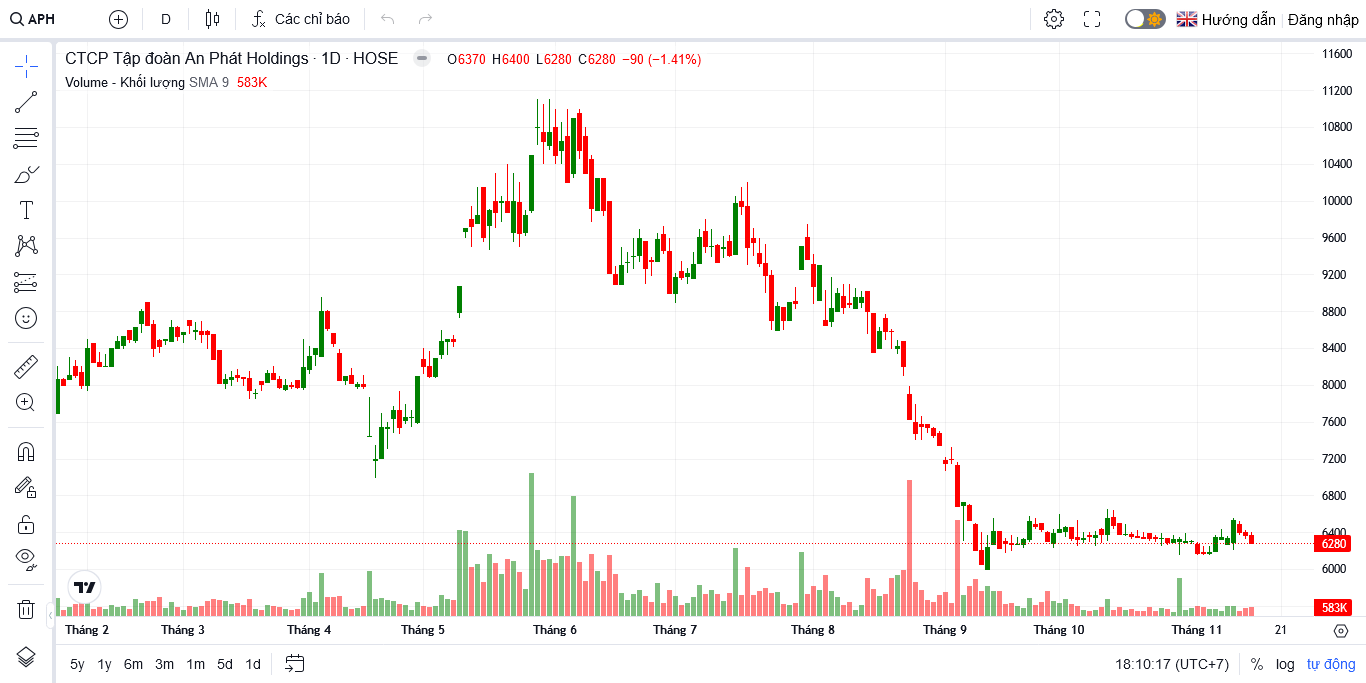 APH D Các chỉ báo Hướng dẫn Đăng nhập
CTCP Tập đoàn An Phát Holdings · 1D · HOSE O6370 H6400 L6280 C6280 −90 (−1.41%)
Volume - Khối lượng SMA 9 583K
11600
11200
10800
10400
10000
9600
9200
8800
8400
8000
7600
7200
6800
6400
6280
6000
583K
Tháng 2 Tháng 3 Tháng 4 Tháng 5 Tháng 6 Tháng 7 Tháng 8 Tháng 9 Tháng 10 Tháng 11 21
5y 1y 6m 3m 1m 5d 1d 18:10:17 (UTC+7) % log tự động